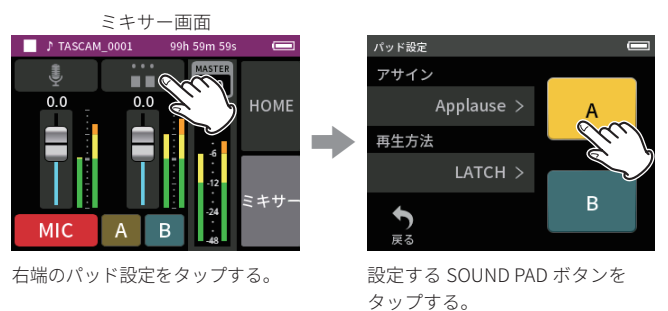 ミキサー画面
TASCAM_0001 99h 59m 59s
MASTER
0.0 0.0
HOME
-6
-12
-24
-48
ミキサー
MIC A B
右端のパッド設定をタップする。
パッド設定
アサイン
Applause >
A
再生方法
LATCH >
B
戻る
設定する SOUND PAD ボタンを
タップする。